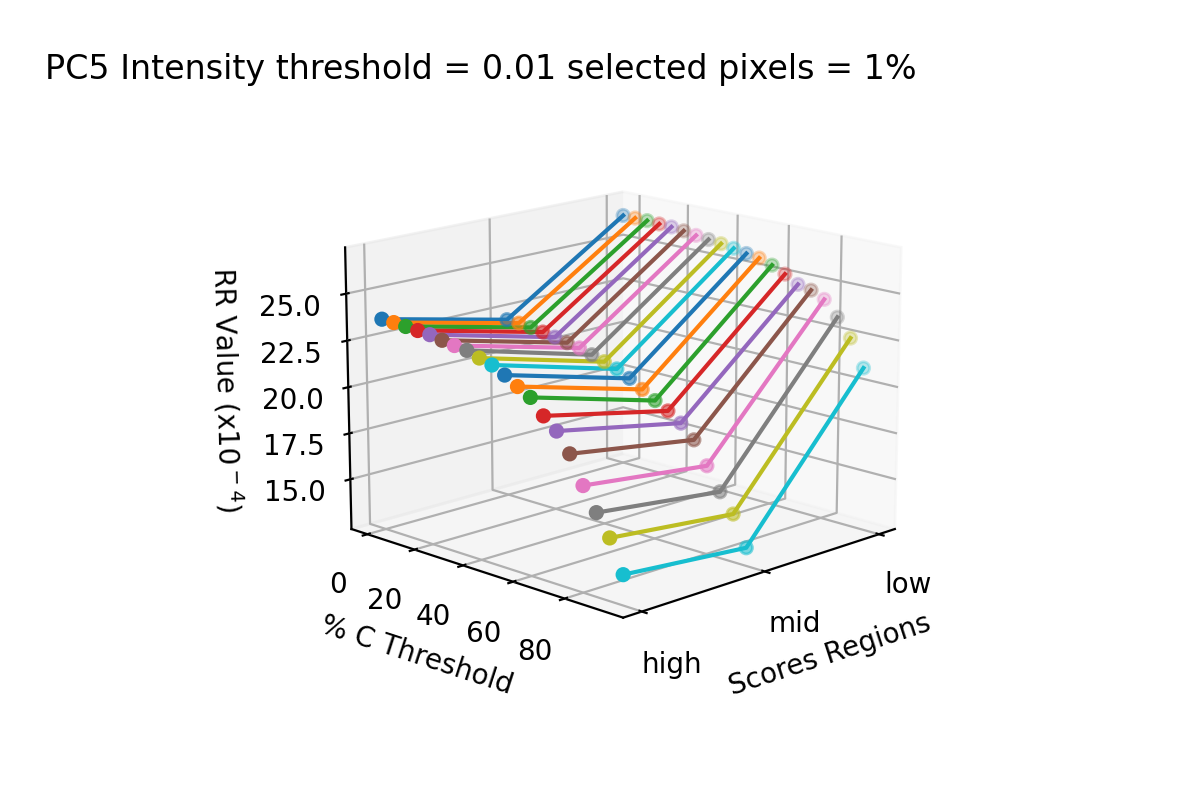 PC5 Intensity threshold = 0.01 selected pixels = 1%
RR Value (x10⁻⁴)
25.0
22.5
20.0
17.5
15.0
0
20
40
60
80
% C Threshold
high
mid
low
Scores Regions